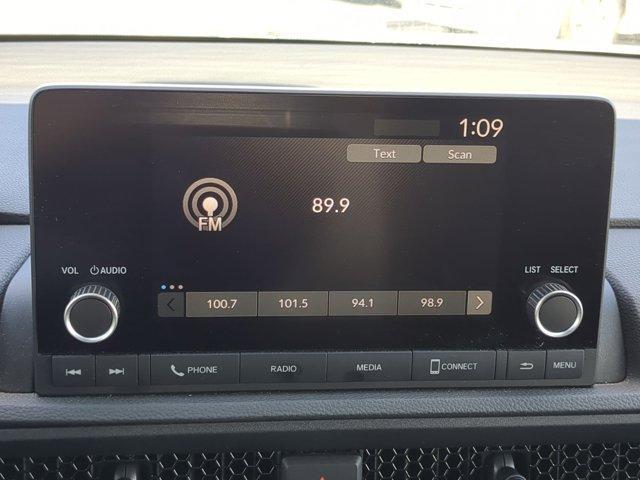 1:09
Text Scan
89.9
FM
VOL AUDIO LIST SELECT
100.7 101.5 94.1 98.9
PHONE RADIO MEDIA CONNECT MENU